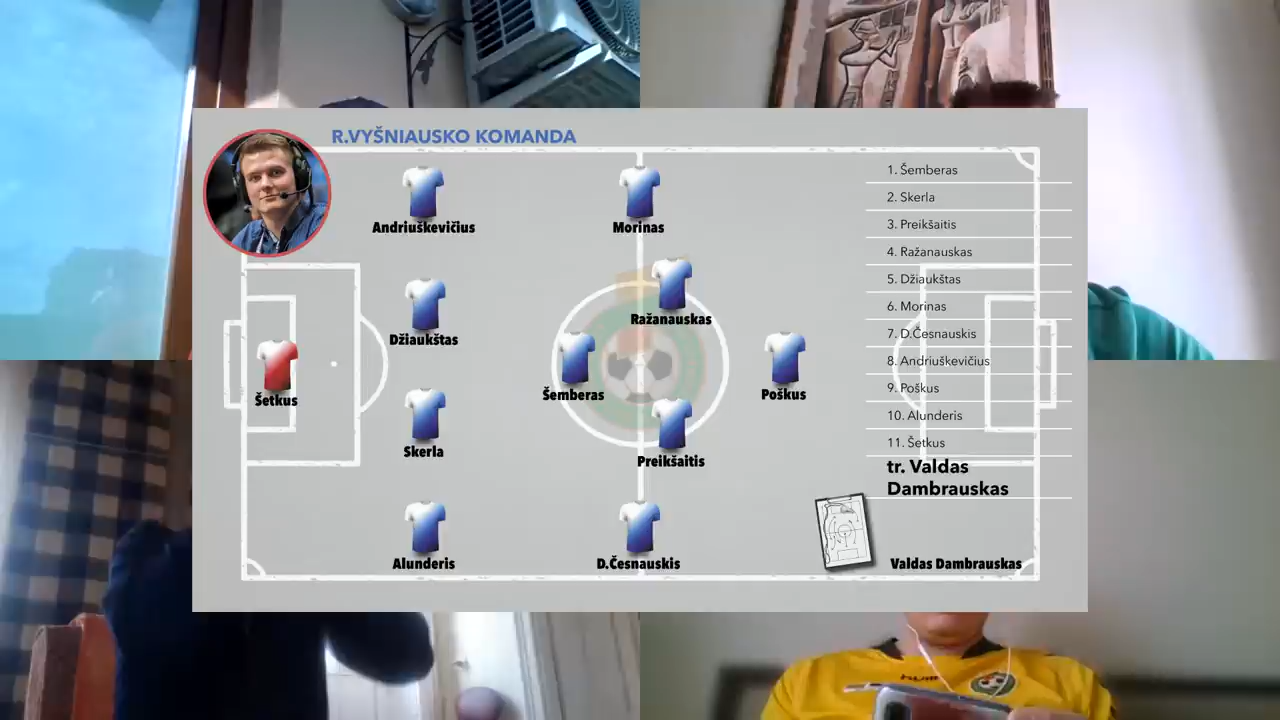 R.VYŠNIAUSKO KOMANDA
Andriuškevičius
Morinas
Džiaukštas
Ražanauskas
Šetkus
Šemberas
Poškus
Skerla
Preikšaitis
Alunderis
D.Česnauskis
1. Šemberas
2. Skerla
3. Preikšaitis
4. Ražanauskas
5. Džiaukštas
6. Morinas
7. D.Česnauskis
8. Andriuškevičius
9. Poškus
10. Alunderis
11. Šetkus
tr. Valdas
Dambrauskas
Valdas Dambrauskas